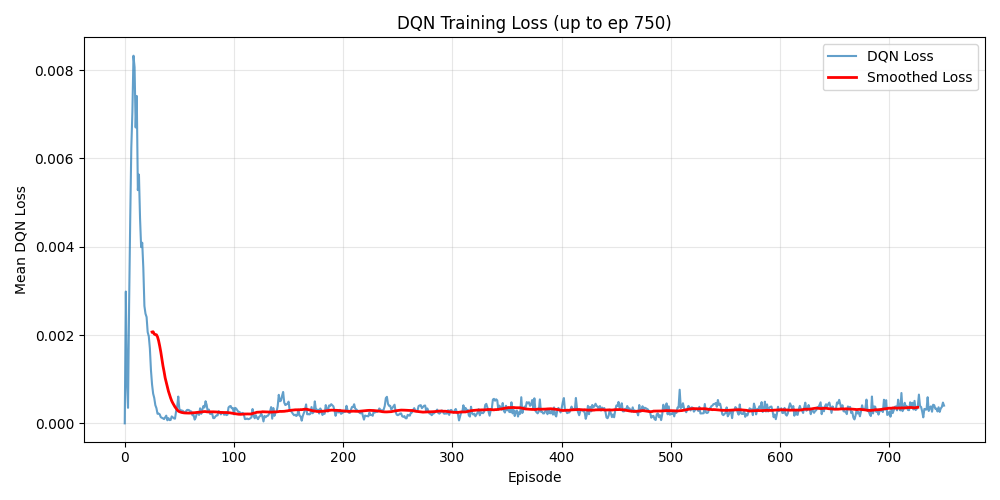 DQN Training Loss (up to ep 750)
DQN Loss
Smoothed Loss
Mean DQN Loss
0.008
0.006
0.004
0.002
0.000
0 100 200 300 400 500 600 700
Episode